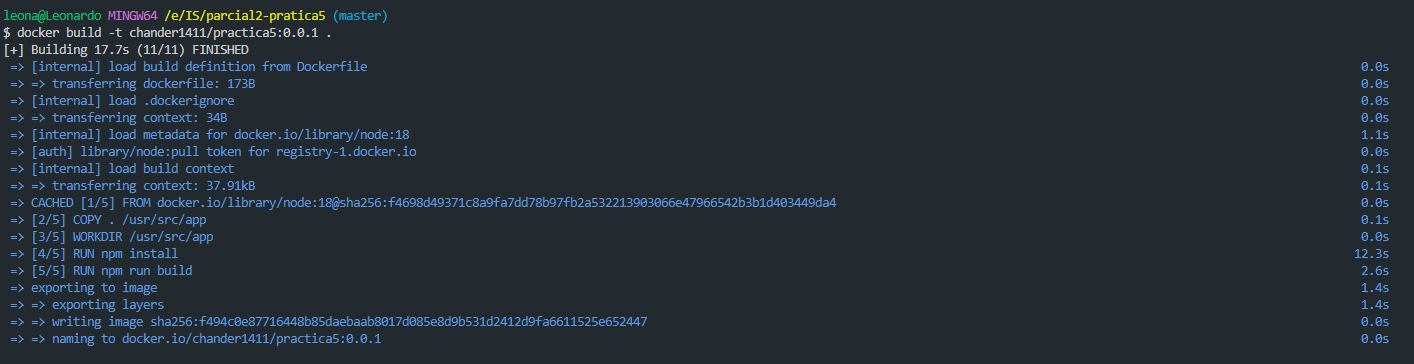 leona@Leonardo MINGW64 /e/IS/parcial2-pratica5 (master)
$ docker build -t chander1411/practica5:0.0.1 .
[+] Building 17.7s (11/11) FINISHED
=> [internal] load build definition from Dockerfile 0.0s
=> => transferring dockerfile: 173B 0.0s
=> [internal] load .dockerignore 0.0s
=> => transferring context: 34B 0.0s
=> [internal] load metadata for docker.io/library/node:18 1.1s
=> [auth] library/node:pull token for registry-1.docker.io 0.0s
=> [internal] load build context 0.1s
=> => transferring context: 37.91kB 0.1s
=> CACHED [1/5] FROM docker.io/library/node:18@sha256:f4698d49371c8a9fa7dd78b97fb2a532213903066e47966542b3b1d403449da4 0.0s
=> [2/5] COPY . /usr/src/app 0.1s
=> [3/5] WORKDIR /usr/src/app 0.0s
=> [4/5] RUN npm install 12.3s
=> [5/5] RUN npm run build 2.6s
=> exporting to image 1.4s
=> => exporting layers 1.4s
=> => writing image sha256:f494c0e87716448b85daebaab8017d085e8d9b531d2412d9fa6611525e652447 0.0s
=> => naming to docker.io/chander1411/practica5:0.0.1 0.0s